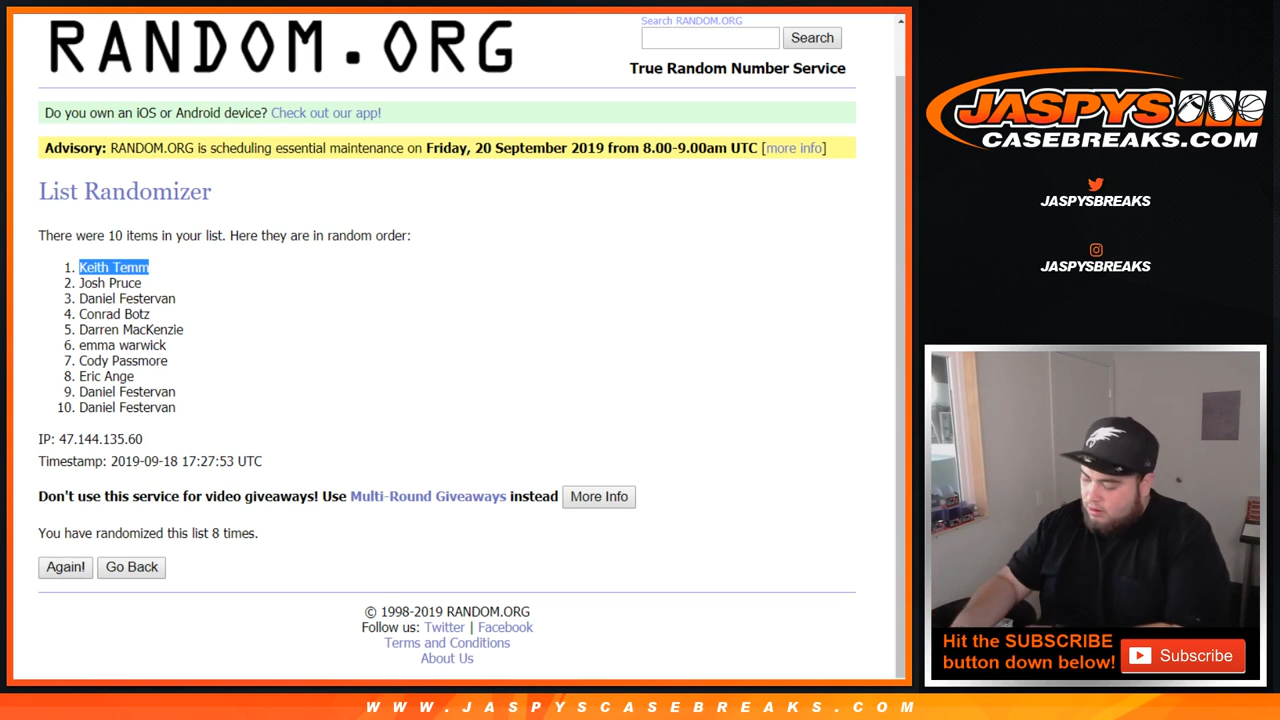 RANDOM.ORG
Search RANDOM.ORG
Search
True Random Number Service
Do you own an iOS or Android device? Check out our app!
Advisory: RANDOM.ORG is scheduling essential maintenance on Friday, 20 September 2019 from 8.00-9.00am UTC [more info]
List Randomizer
There were 10 items in your list. Here they are in random order:
1. Keith Temm
2. Josh Pruce
3. Daniel Festervan
4. Conrad Botz
5. Darren MacKenzie
6. emma warwick
7. Cody Passmore
8. Eric Ange
9. Daniel Festervan
10. Daniel Festervan
IP: 47.144.135.60
Timestamp: 2019-09-18 17:27:53 UTC
Don't use this service for video giveaways! Use Multi-Round Giveaways instead More Info
You have randomized this list 8 times.
Again! Go Back
© 1998-2019 RANDOM.ORG
Follow us: Twitter | Facebook
Terms and Conditions
About Us
JASPYS
CASEBREAKS.COM
JASPYSBREAKS
JASPYSBREAKS
Hit the SUBSCRIBE
button down below!
Subscribe
WWW.JASPYSCASEBREAKS.COM